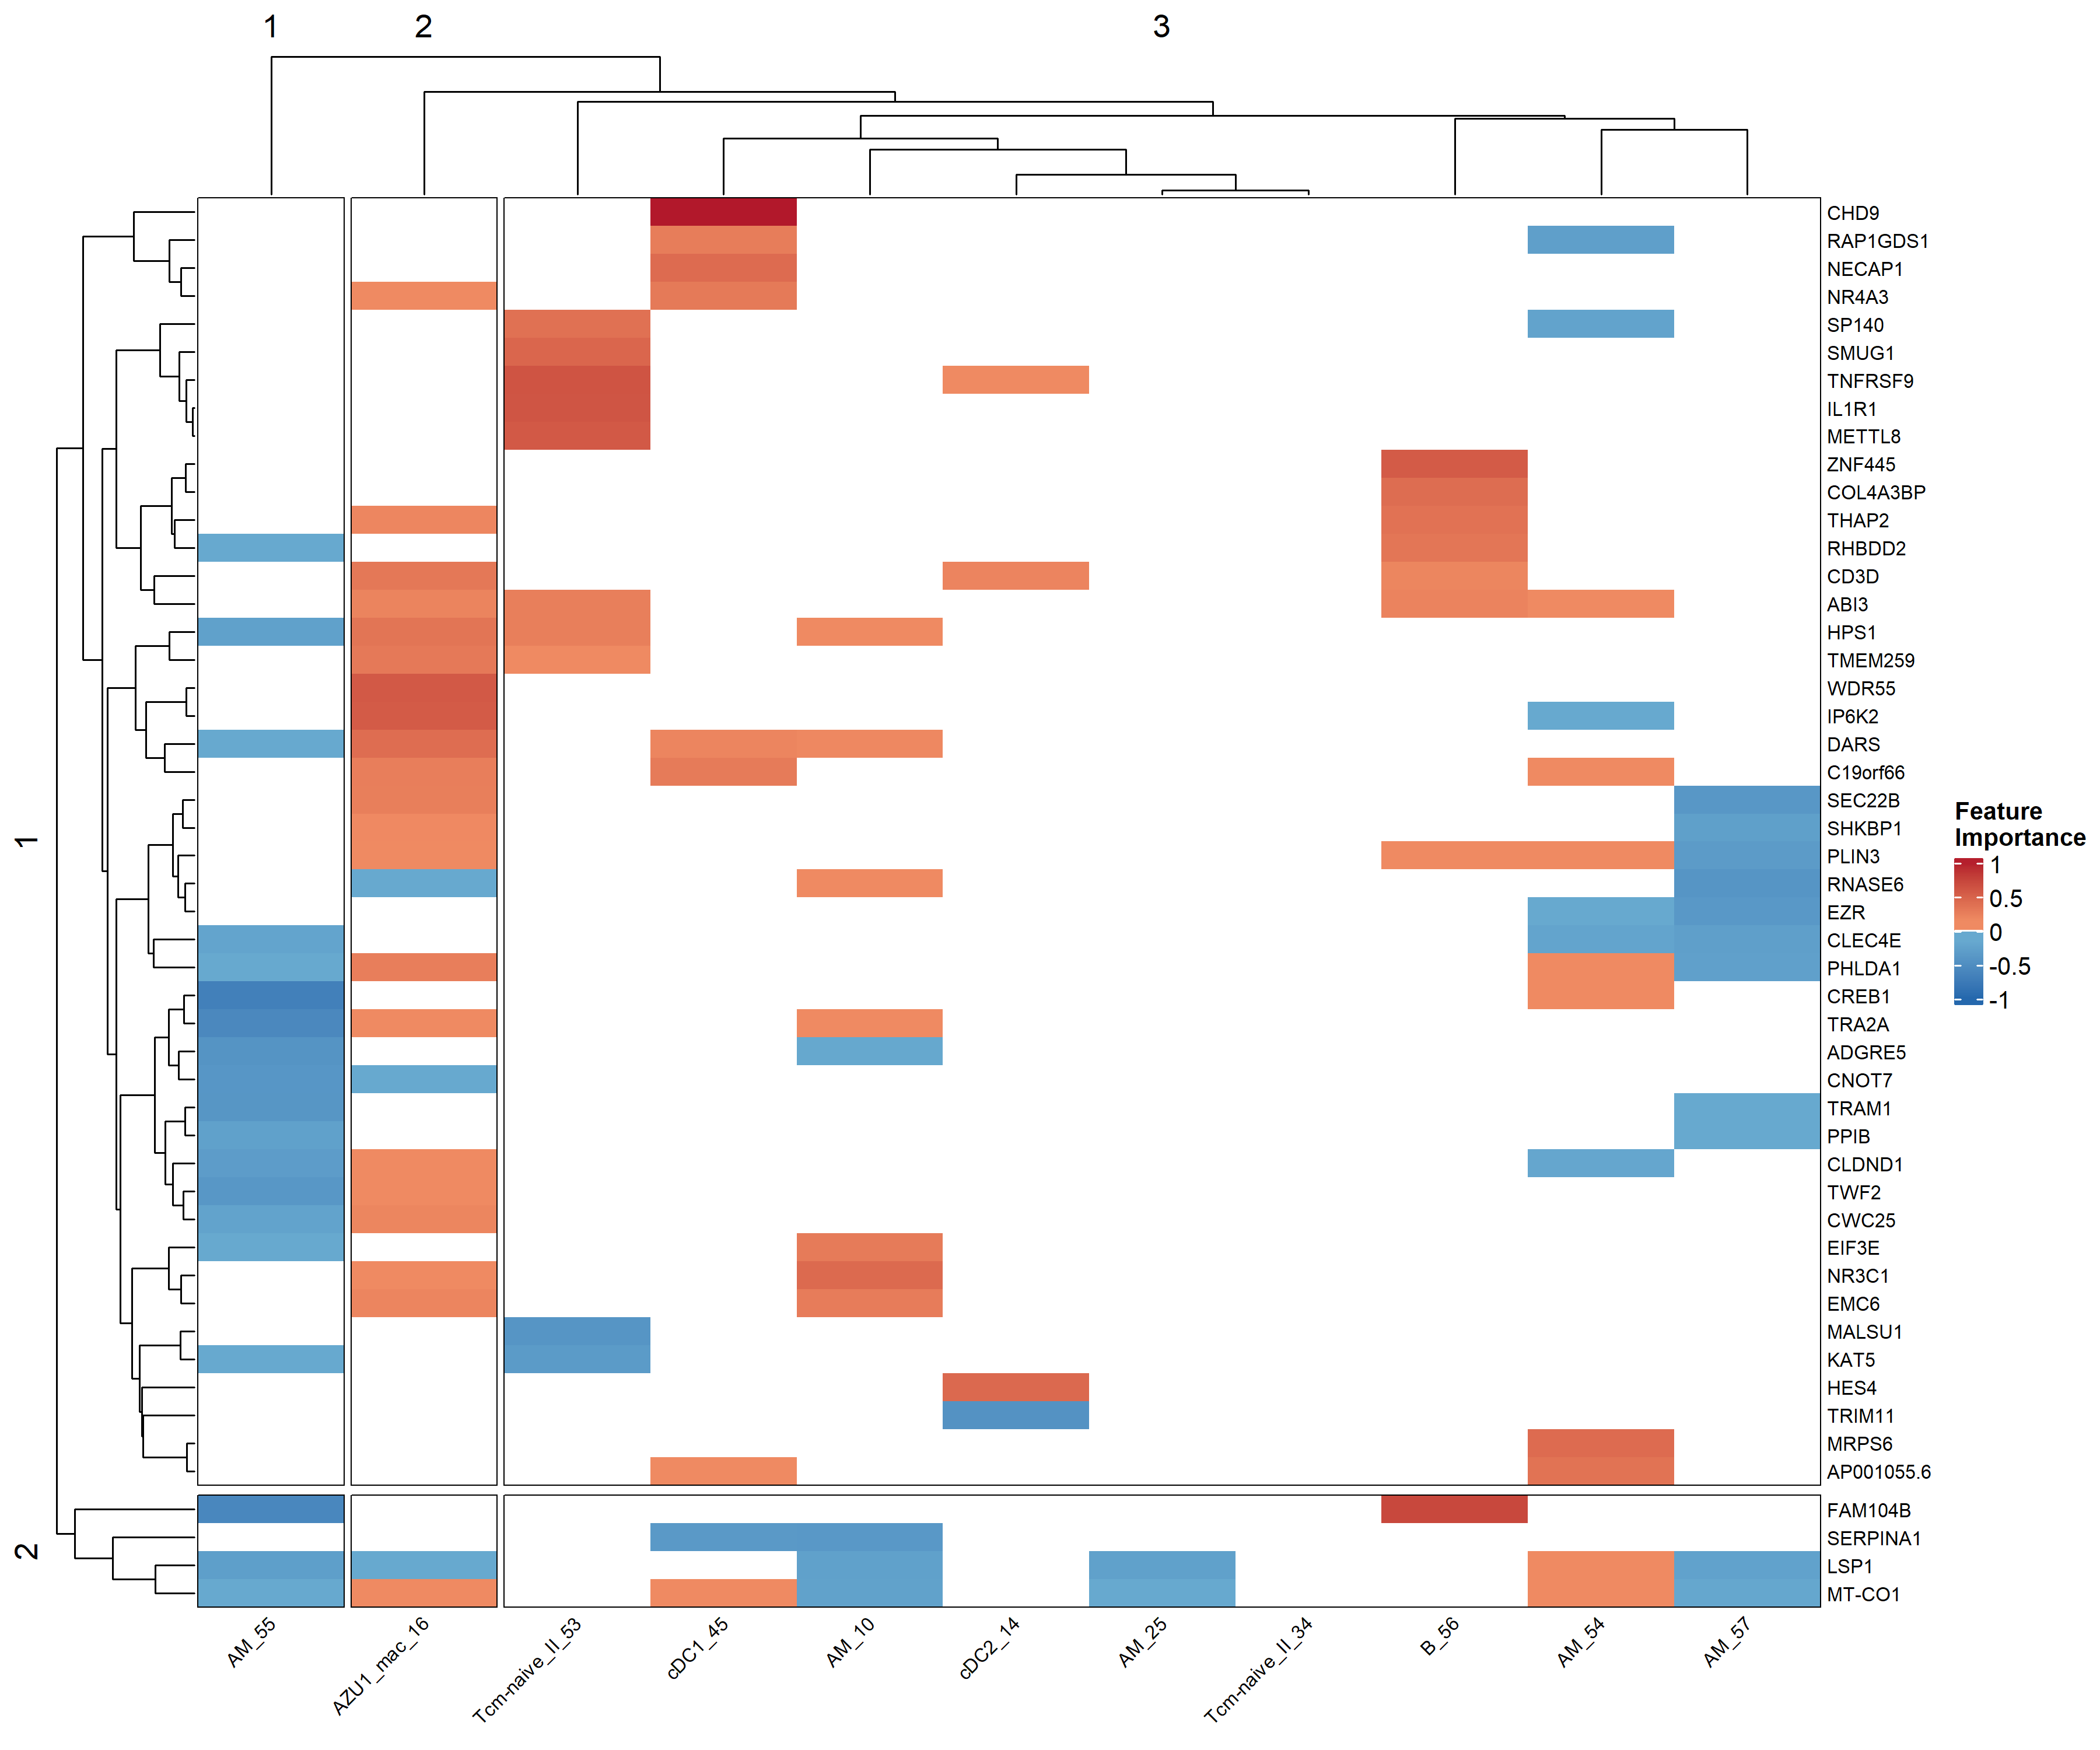 1
2
3
CHD9
RAP1GDS1
NECAP1
NR4A3
SP140
SMUG1
TNFRSF9
IL1R1
METTL8
ZNF445
COL4A3BP
THAP2
RHBDD2
CD3D
ABI3
HPS1
TMEM259
WDR55
IP6K2
DARS
C19orf66
SEC22B
SHKBP1
PLIN3
RNASE6
EZR
CLEC4E
PHLDA1
CREB1
TRA2A
ADGRE5
CNOT7
TRAM1
PPIB
CLDND1
TWF2
CWC25
EIF3E
NR3C1
EMC6
MALSU1
KAT5
HES4
TRIM11
MRPS6
AP001055.6
FAM104B
SERPINA1
LSP1
MT-CO1
1
2
AM_55
AZU1_mac_16
Tcm-naive_II_53
cDC1_45
AM_10
cDC2_14
AM_25
Tcm-naive_II_34
B_56
AM_54
AM_57
Feature
Importance
1
0.5
0
-0.5
-1